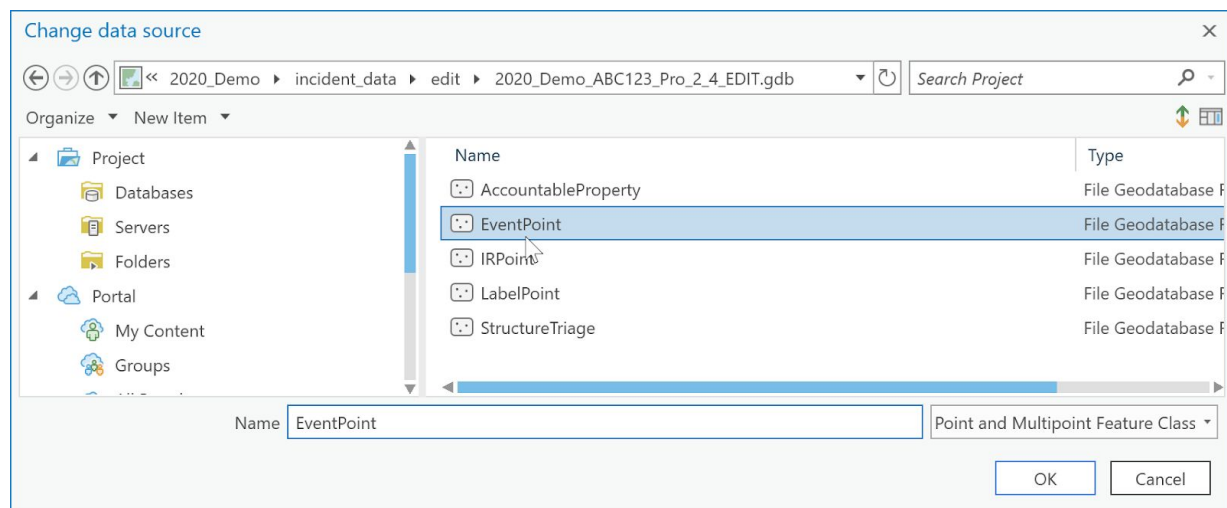 Change data source
« 2020_Demo incident_data edit 2020_Demo_ABC123_Pro_2_4_EDIT.gdb Search Project
Organize New Item
Project
Databases
Servers
Folders
Portal
My Content
Groups
Name Type
AccountableProperty File Geodatabase F
EventPoint File Geodatabase F
IRPoint File Geodatabase F
LabelPoint File Geodatabase F
StructureTriage File Geodatabase F
Name EventPoint Point and Multipoint Feature Class
OK Cancel